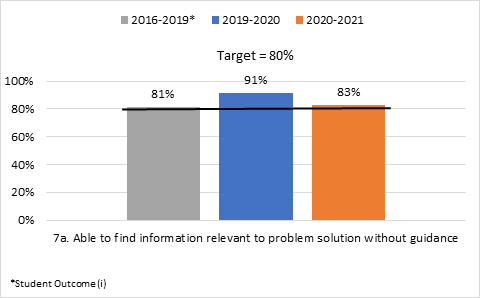 2016-2019* 2019-2020 2020-2021
Target = 80%
91%
81% 83%
100%
80%
60%
40%
20%
0%
7a. Able to find information relevant to problem solution without guidance
*Student Outcome (i)